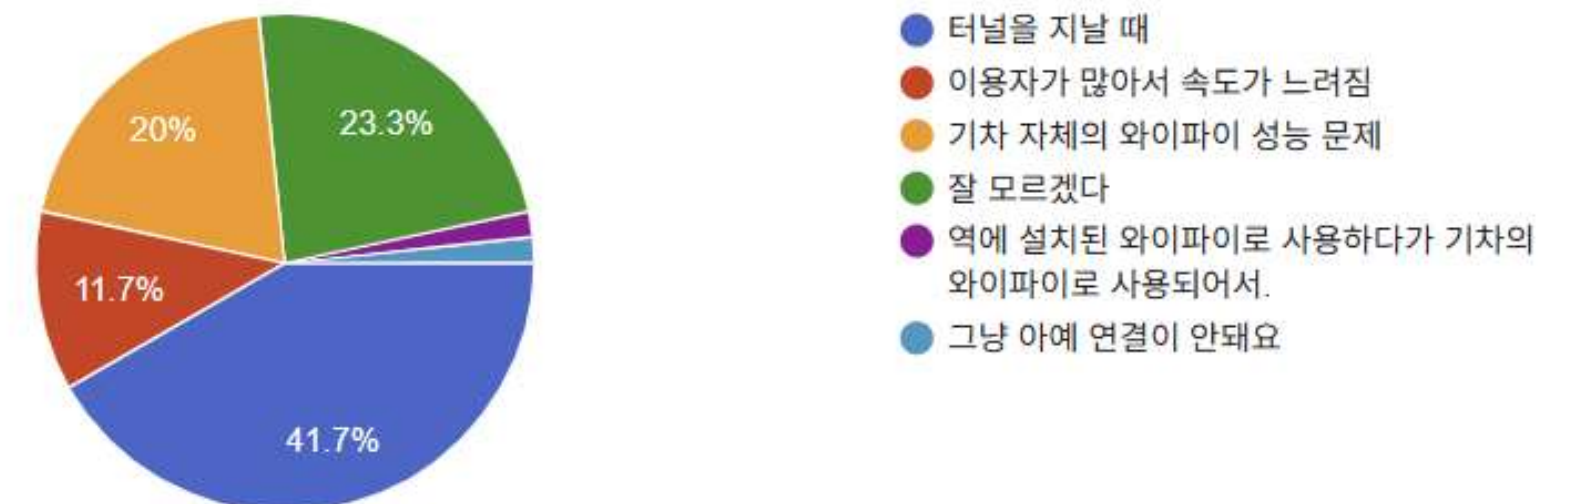 터널을 지날 때
이용자가 많아서 속도가 느려짐
기차 자체의 와이파이 성능 문제
잘 모르겠다
역에 설치된 와이파이로 사용하다가 기차의
와이파이로 사용되어서.
그냥 아예 연결이 안돼요
20%
23.3%
11.7%
41.7%